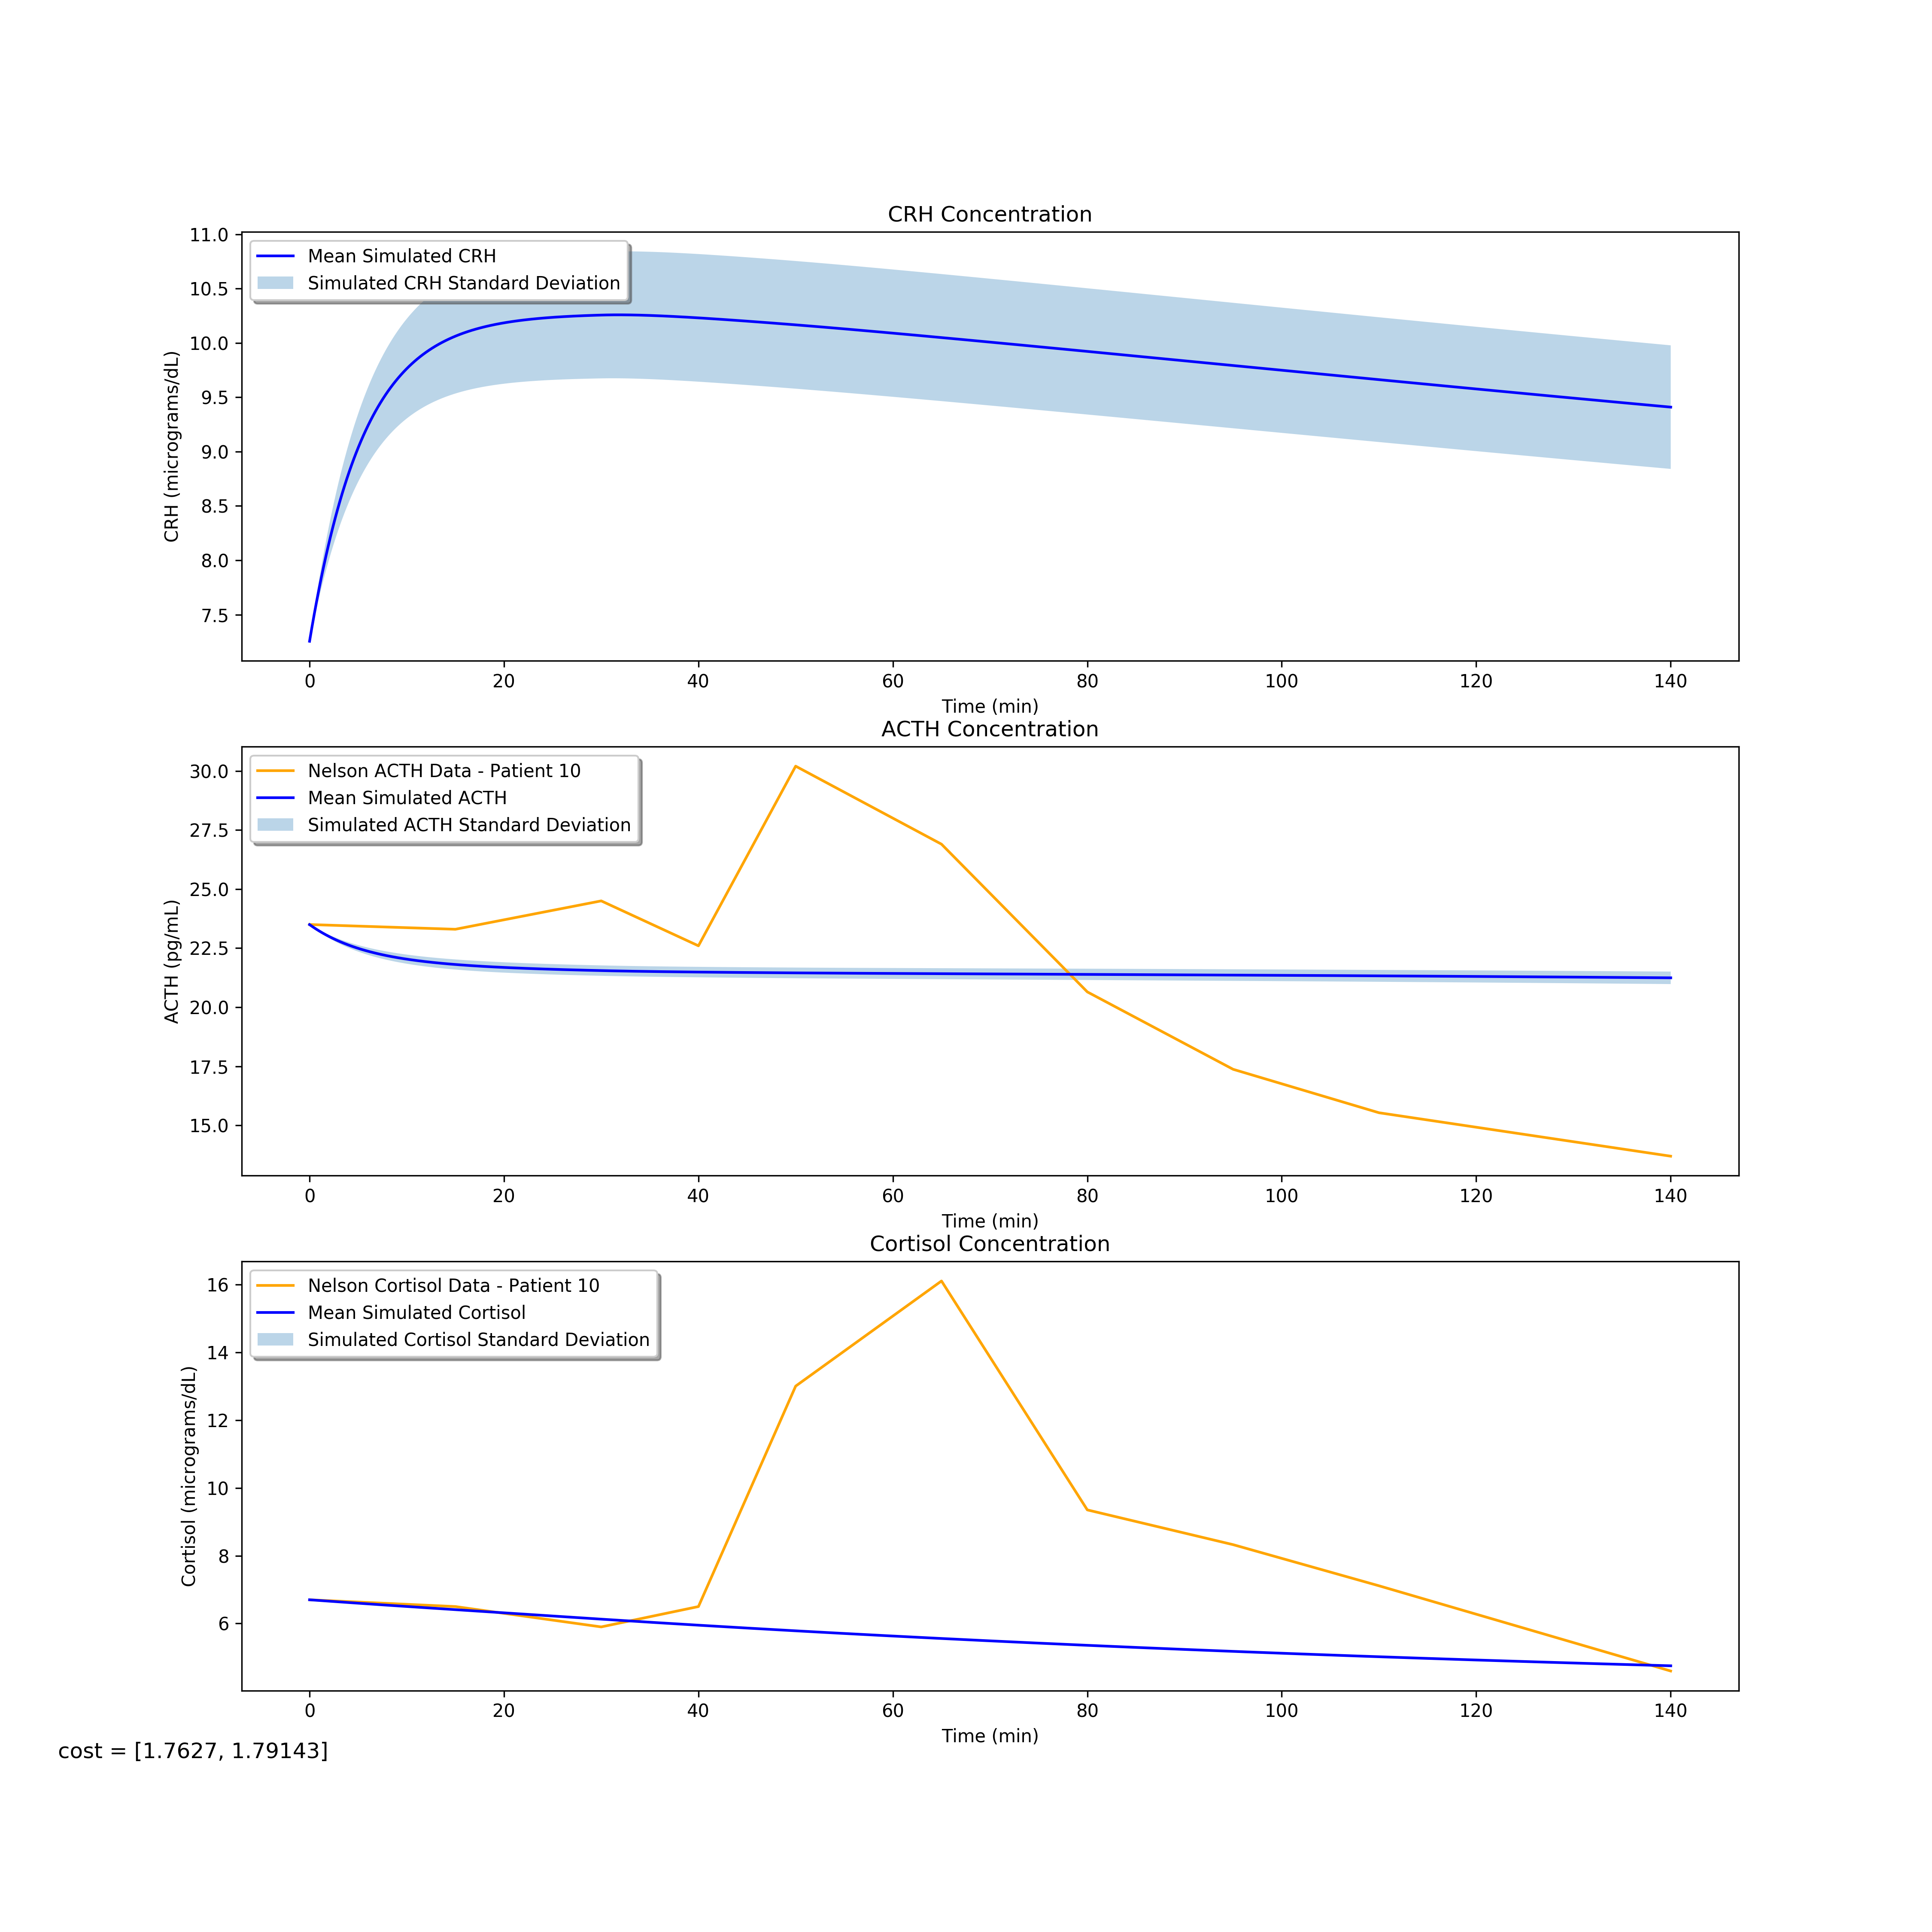 CRH Concentration
Mean Simulated CRH
Simulated CRH Standard Deviation
CRH (micrograms/dL)
11.0
10.5
10.0
9.5
9.0
8.5
8.0
7.5
0 20 40 60 80 100 120 140
Time (min)
ACTH Concentration
Nelson ACTH Data - Patient 10
Mean Simulated ACTH
Simulated ACTH Standard Deviation
ACTH (pg/mL)
30.0
27.5
25.0
22.5
20.0
17.5
15.0
0 20 40 60 80 100 120 140
Time (min)
Cortisol Concentration
Nelson Cortisol Data - Patient 10
Mean Simulated Cortisol
Simulated Cortisol Standard Deviation
Cortisol (micrograms/dL)
16
14
12
10
8
6
0 20 40 60 80 100 120 140
Time (min)
cost = [1.7627, 1.79143]